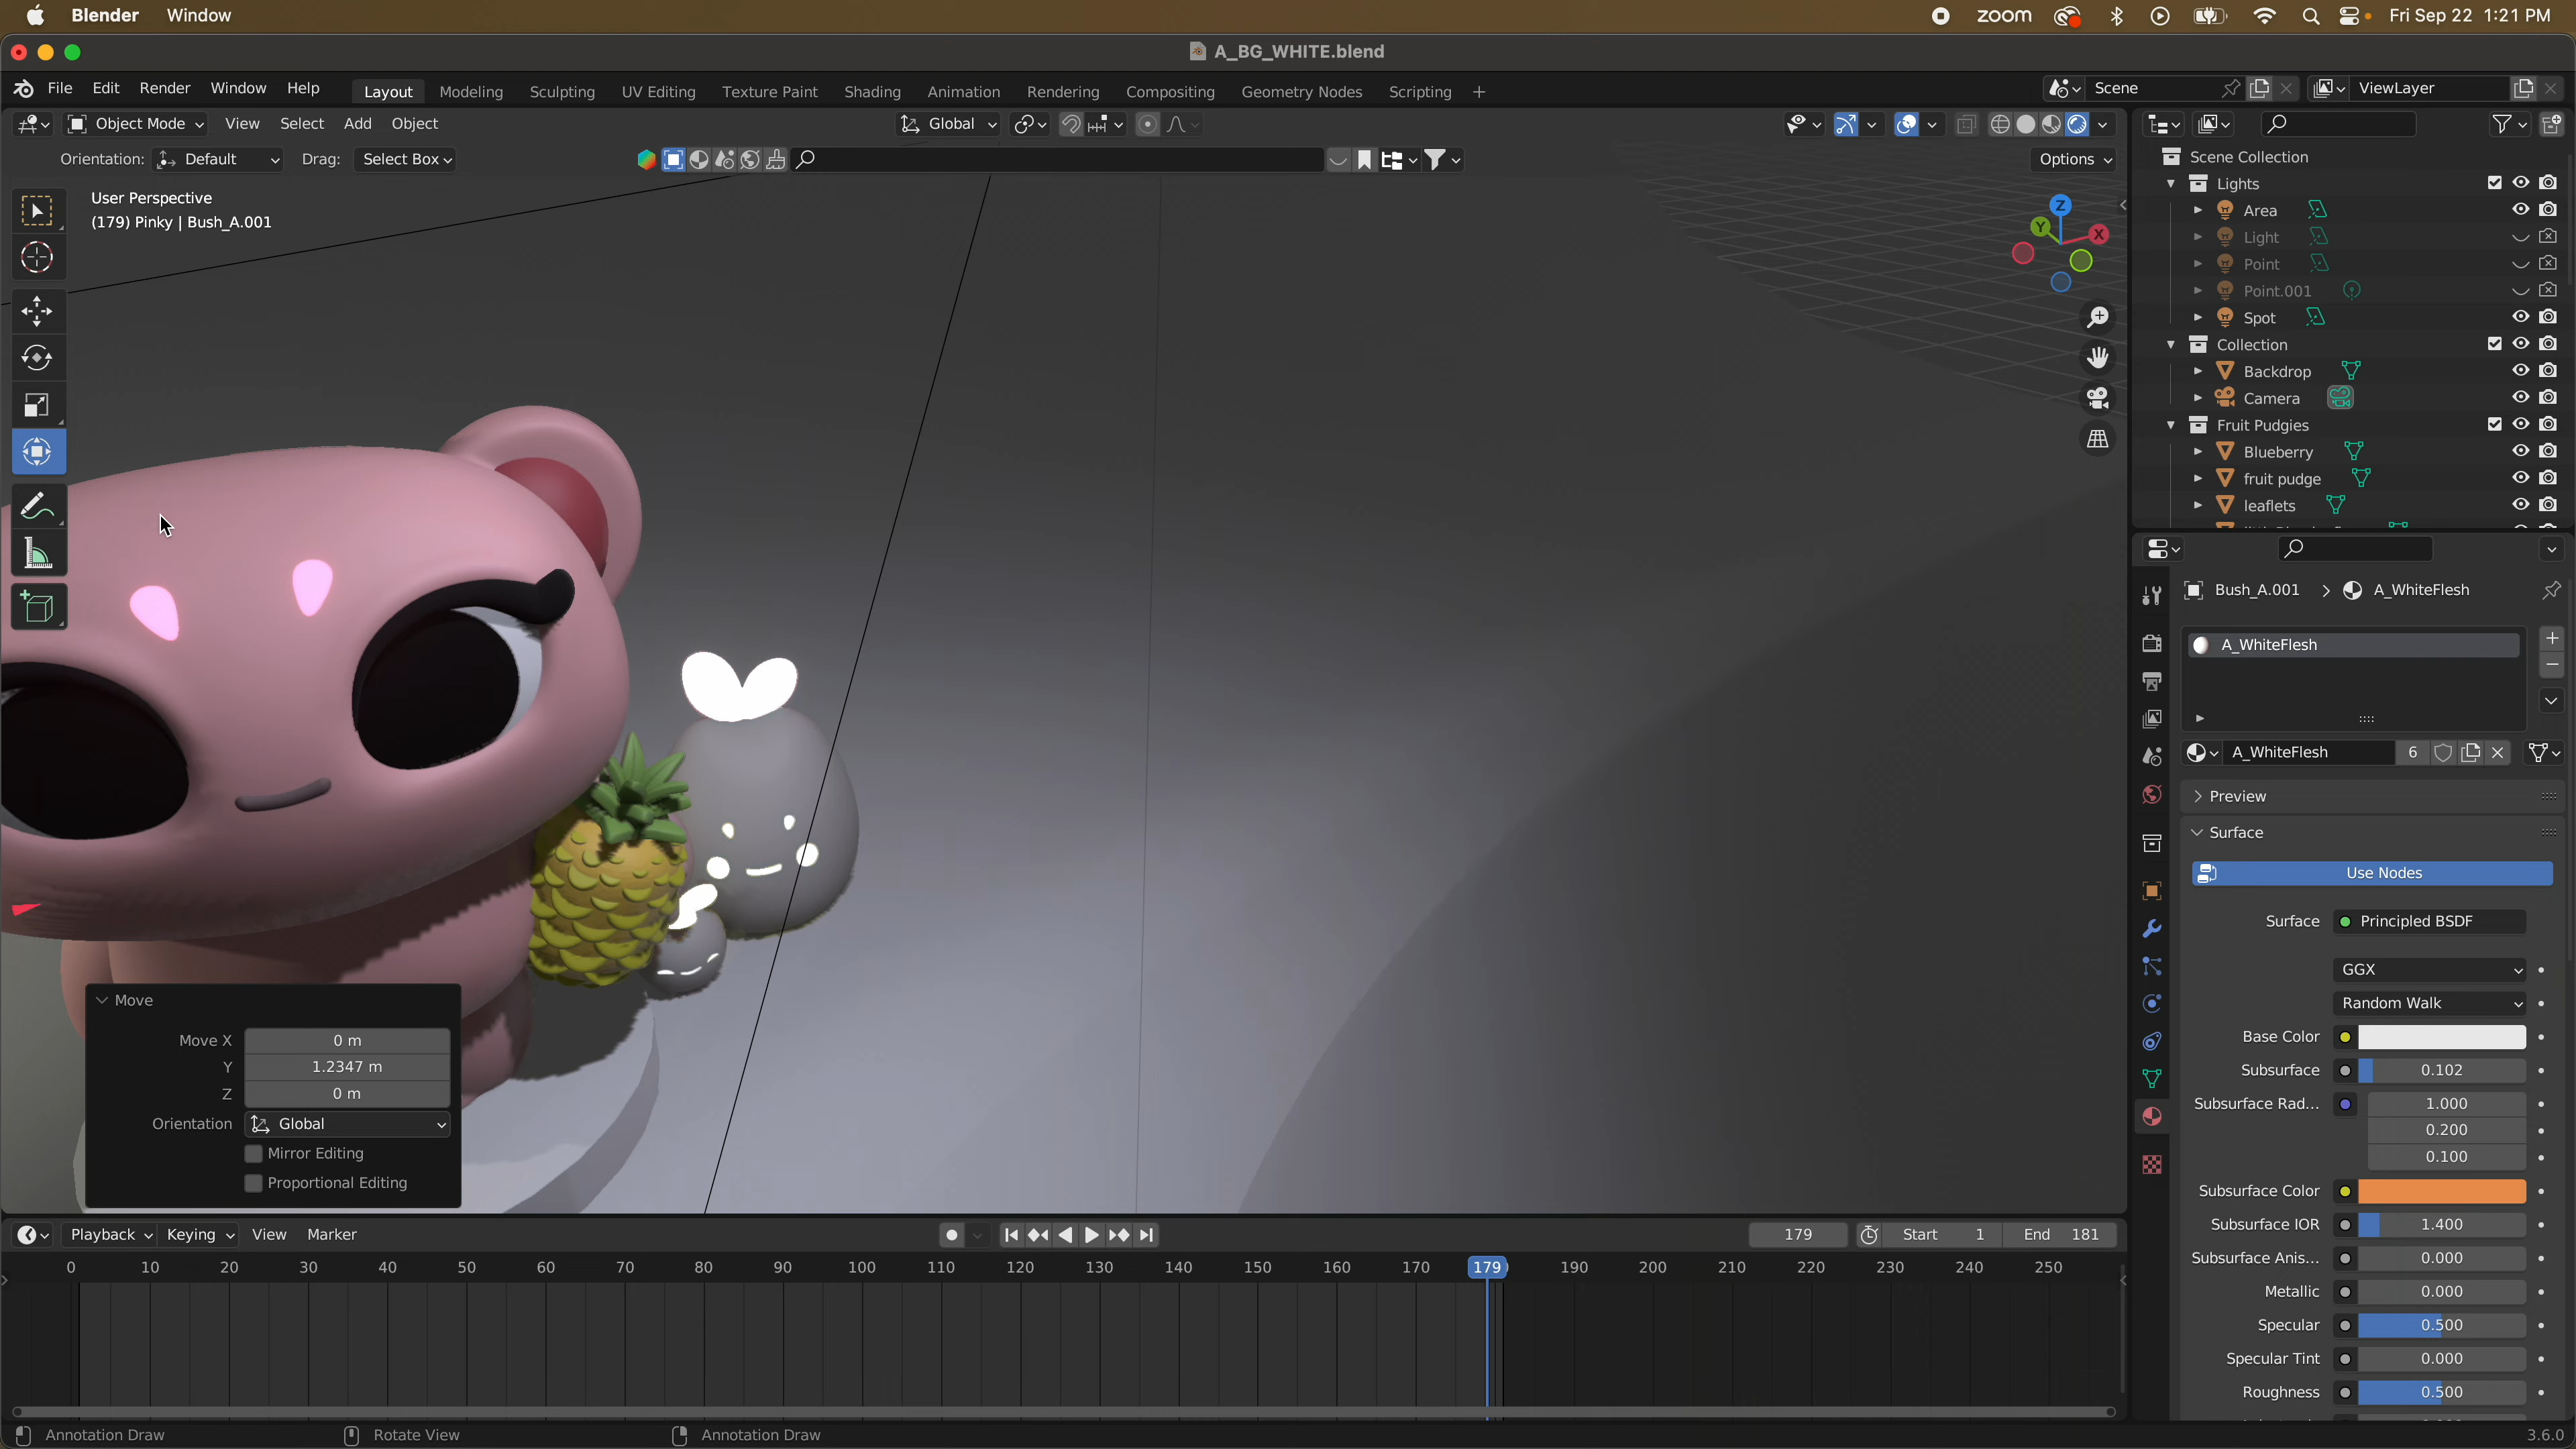 Blender Window
zoom Fri Sep 22 1:21 PM
A_BG_WHITE.blend
File Edit Render Window Help Layout Modeling Sculpting UV Editing Texture Paint Shading Animation Rendering Compositing Geometry Nodes Scripting + Scene ViewLayer
Object Mode View Select Add Object Global
Orientation: Default Drag: Select Box Options
User Perspective
(179) Pinky | Bush_A.001
Z
Y
X
Scene Collection
Lights
Area
Light
Point
Point.001
Spot
Collection
Backdrop
Camera
Fruit Pudgies
Blueberry
fruit pudge
leaflets
Bush_A.001 > A_WhiteFlesh
A_WhiteFlesh
A_WhiteFlesh 6
Preview
Surface
Use Nodes
Surface Principled BSDF
GGX
Random Walk
Base Color
Subsurface 0.102
Subsurface Rad... 1.000
0.200
0.100
Subsurface Color
Subsurface IOR 1.400
Subsurface Anis... 0.000
Metallic 0.000
Specular 0.500
Specular Tint 0.000
Roughness 0.500
Move
Move X 0 m
Y 1.2347 m
Z 0 m
Orientation Global
Mirror Editing
Proportional Editing
Playback Keying View Marker 179 Start 1 End 181
0 10 20 30 40 50 60 70 80 90 100 110 120 130 140 150 160 170 179 190 200 210 220 230 240 250
Annotation Draw Rotate View Annotation Draw 3.6.0